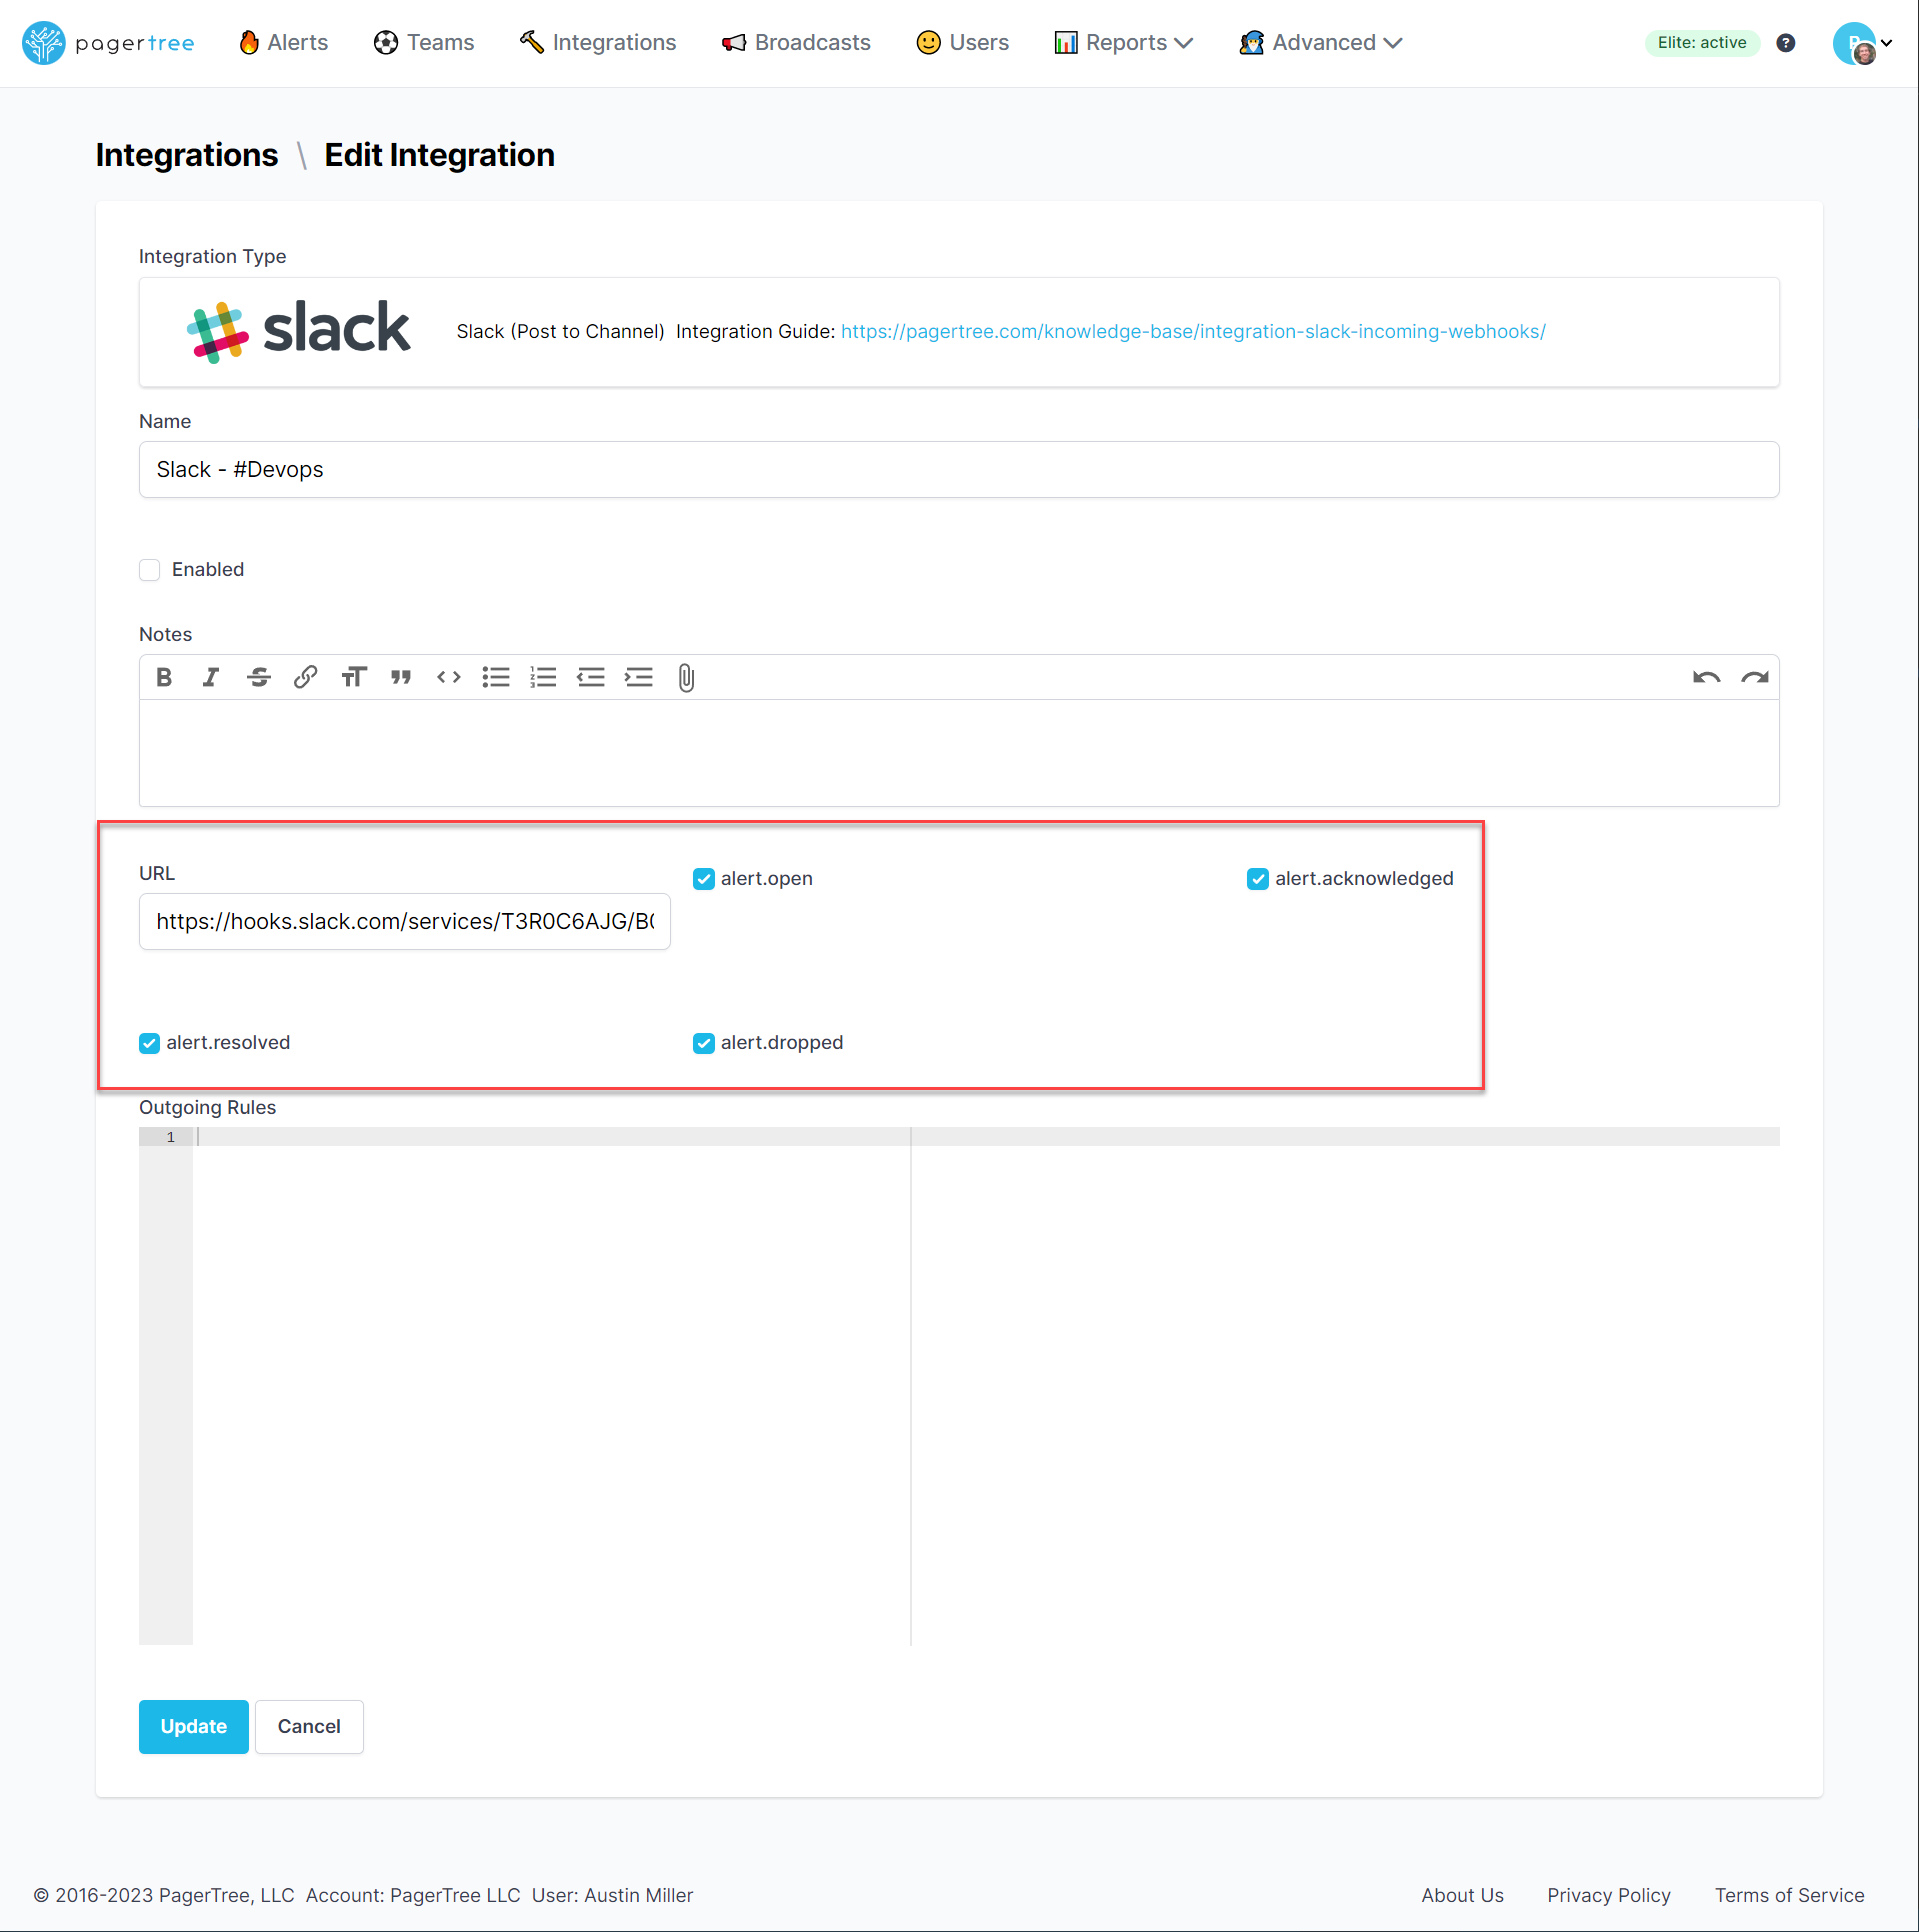 pagertree Alerts Teams Integrations Broadcasts Users Reports Advanced Elite: active ?
Integrations \ Edit Integration
Integration Type
slack Slack (Post to Channel) Integration Guide: https://pagertree.com/knowledge-base/integration-slack-incoming-webhooks/
Name
Slack - #Devops
Enabled
Notes
URL
alert.open
alert.acknowledged
https://hooks.slack.com/services/T3R0C6AJG/B
alert.resolved
alert.dropped
Outgoing Rules
1
Update Cancel
© 2016-2023 PagerTree, LLC Account: PagerTree LLC User: Austin Miller About Us Privacy Policy Terms of Service